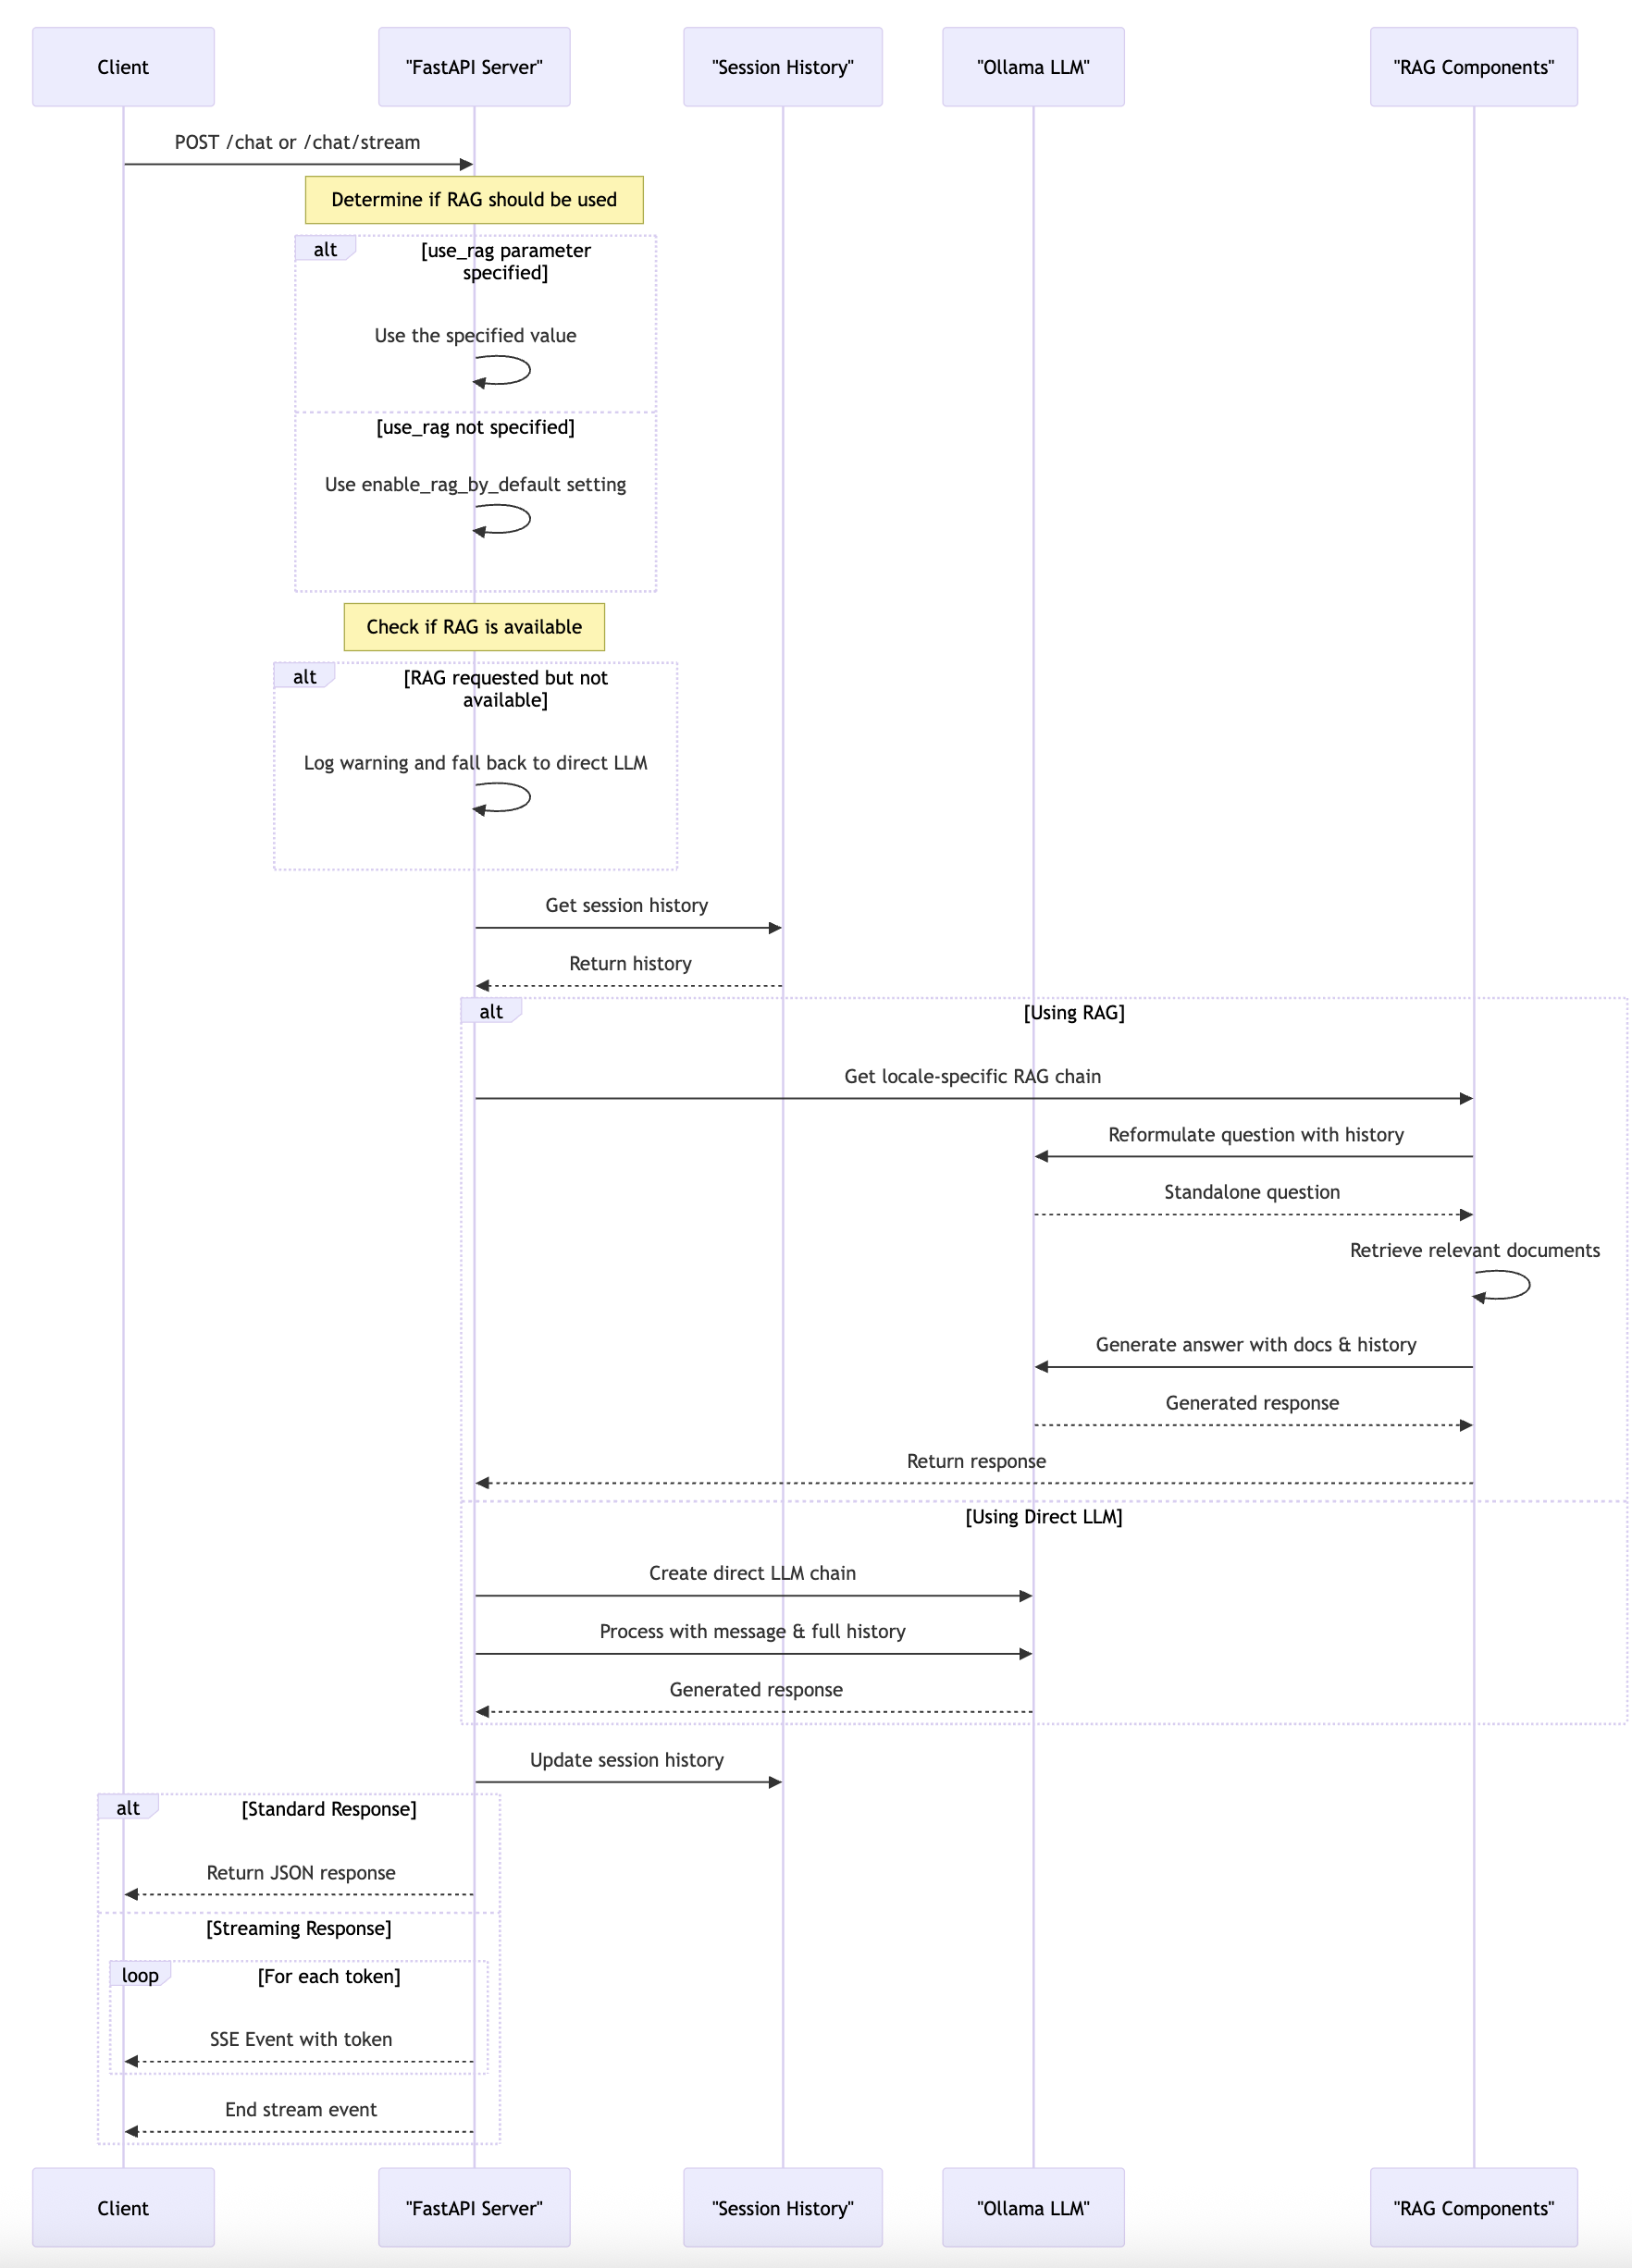 Client
"FastAPI Server"
"Session History"
"Ollama LLM"
"RAG Components"
POST /chat or /chat/stream
Determine if RAG should be used
alt
[use_rag parameter
specified]
Use the specified value
[use_rag not specified]
Use enable_rag_by_default setting
Check if RAG is available
alt
[RAG requested but not
available]
Log warning and fall back to direct LLM
Get session history
Return history
alt
[Using RAG]
Get locale-specific RAG chain
Reformulate question with history
Standalone question
Retrieve relevant documents
Generate answer with docs & history
Generated response
Return response
[Using Direct LLM]
Create direct LLM chain
Process with message & full history
Generated response
Update session history
alt
[Standard Response]
Return JSON response
[Streaming Response]
loop
[For each token]
SSE Event with token
End stream event
Client
"FastAPI Server"
"Session History"
"Ollama LLM"
"RAG Components"